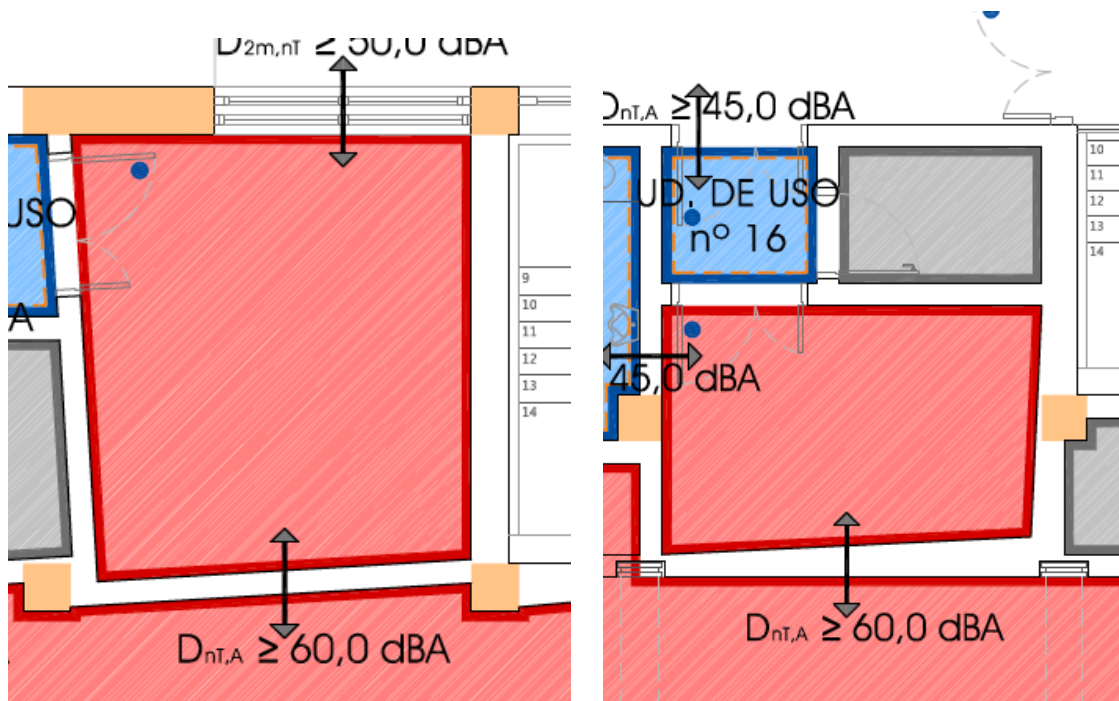 D2m,nT ≥ 50,0 dBA
USO
A
9
10
11
12
13
14
DnT,A ≥ 60,0 dBA
DnT,A ≥ 45,0 dBA
UD. DE USO
nº 16
10
11
12
13
14
45,0 dBA
DnT,A ≥ 60,0 dBA